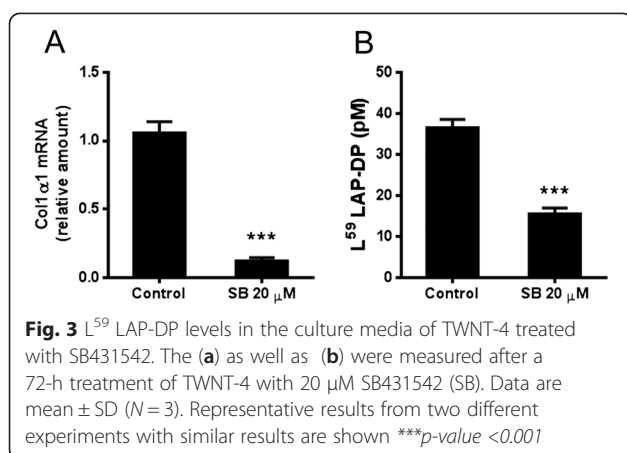 A
B
Col1α1 mRNA
(relative amount)
1.5
1.0
0.5
0.0
***
Control
SB 20 μM
L⁵⁹ LAP-DP (pM)
50
40
30
20
10
0
***
Control
SB 20 μM
Fig. 3 L⁵⁹ LAP-DP levels in the culture media of TWNT-4 treated
with SB431542. The (a) as well as (b) were measured after a
72-h treatment of TWNT-4 with 20 μM SB431542 (SB). Data are
mean ± SD (N = 3). Representative results from two different
experiments with similar results are shown ***p-value <0.001